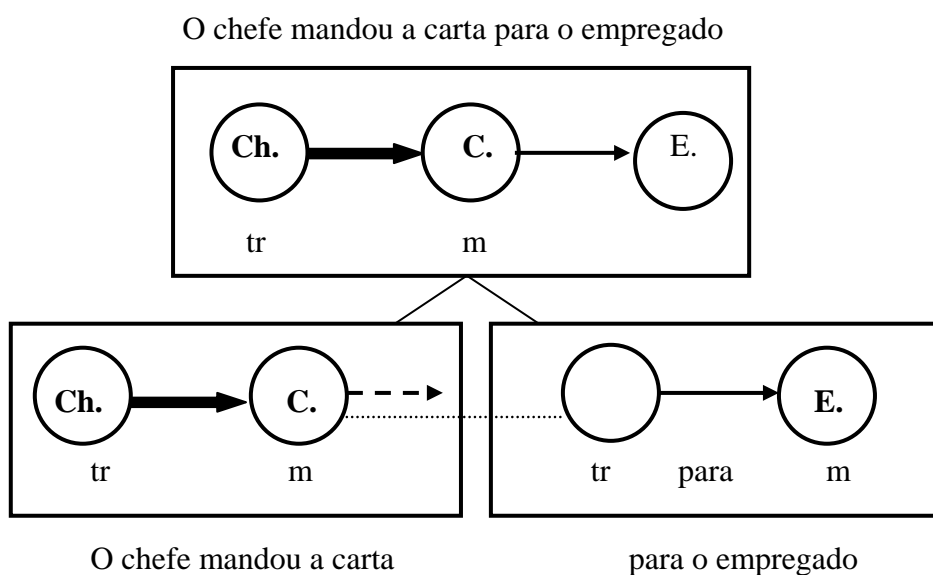 O chefe mandou a carta para o empregado
Ch. C. E.
tr m
Ch. C. E.
tr m tr para m
O chefe mandou a carta para o empregado